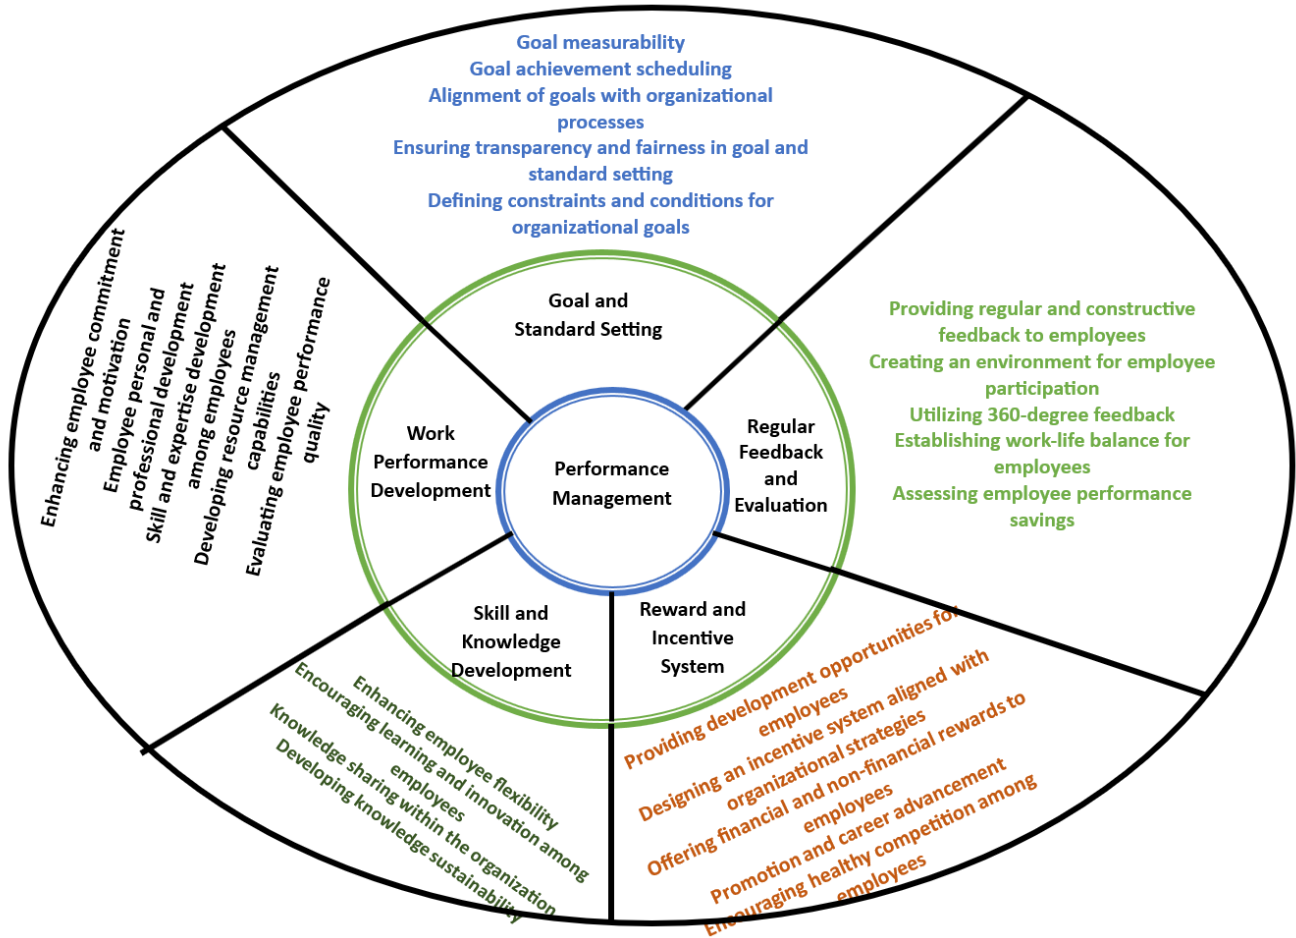 Goal measurability
Goal achievement scheduling
Alignment of goals with organizational
processes
Ensuring transparency and fairness in goal and
standard setting
Defining constraints and conditions for
organizational goals
Goal and
Standard Setting
Enhancing employee commitment
and motivation
Employee personal and
professional development
Skill and expertise development
among employees
Developing resource management
capabilities
Evaluating employee performance
quality
Work
Performance
Development
Performance
Management
Regular
Feedback
and
Evaluation
Providing regular and constructive
feedback to employees
Creating an environment for employee
participation
Utilizing 360-degree feedback
Establishing work-life balance for
employees
Assessing employee performance
savings
Skill and
Knowledge
Development
Reward and
Incentive
System
Enhancing employee flexibility
Encouraging learning and innovation among
employees
Knowledge sharing within the organization
Developing knowledge sustainability
Providing development opportunities for
employees
Designing an incentive system aligned with
organizational strategies
Offering financial and non-financial rewards to
employees
Promotion and career advancement
Encouraging healthy competition among
employees